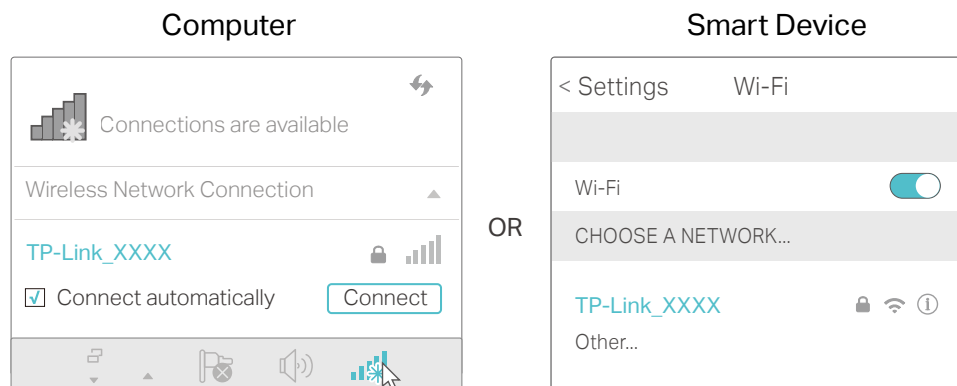 Computer
Connections are available
Wireless Network Connection
TP-Link_XXXX
Connect automatically
Connect
OR
Smart Device
< Settings Wi-Fi
Wi-Fi
CHOOSE A NETWORK...
TP-Link_XXXX
Other...